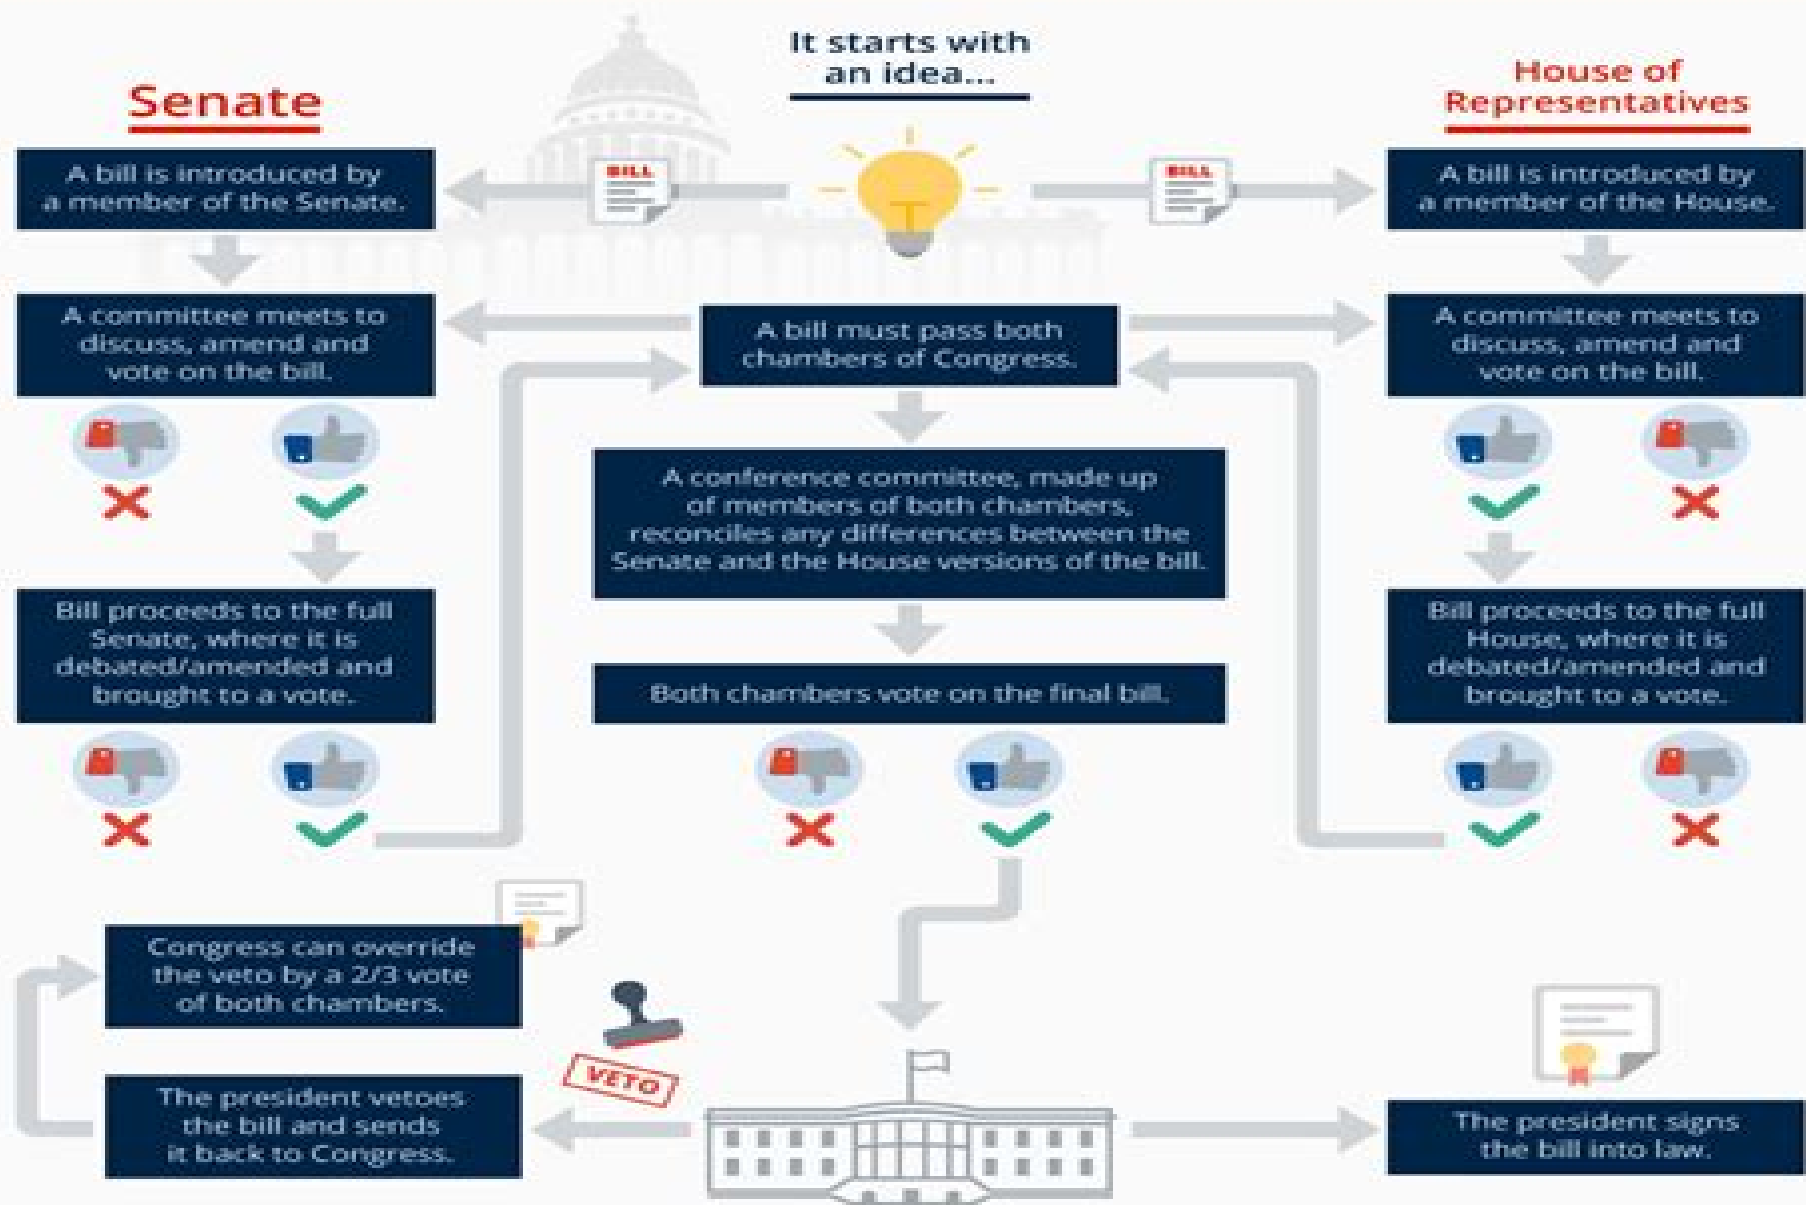 It starts with
an idea...
Senate
House of
Representatives
BILL
BILL
A bill is introduced by
a member of the Senate.
A bill is introduced by
a member of the House.
A committee meets to
discuss, amend and
vote on the bill.
A bill must pass both
chambers of Congress.
A committee meets to
discuss, amend and
vote on the bill.
A conference committee, made up
of members of both chambers,
reconciles any differences between the
Senate and the House versions of the bill.
Bill proceeds to the full
Senate, where it is
debated/amended and
brought to a vote.
Both chambers vote on the final bill.
Bill proceeds to the full
House, where it is
debated/amended and
brought to a vote.
Congress can override
the veto by a 2/3 vote
of both chambers.
VETO
The president vetoes
the bill and sends
it back to Congress.
The president signs
the bill into law.